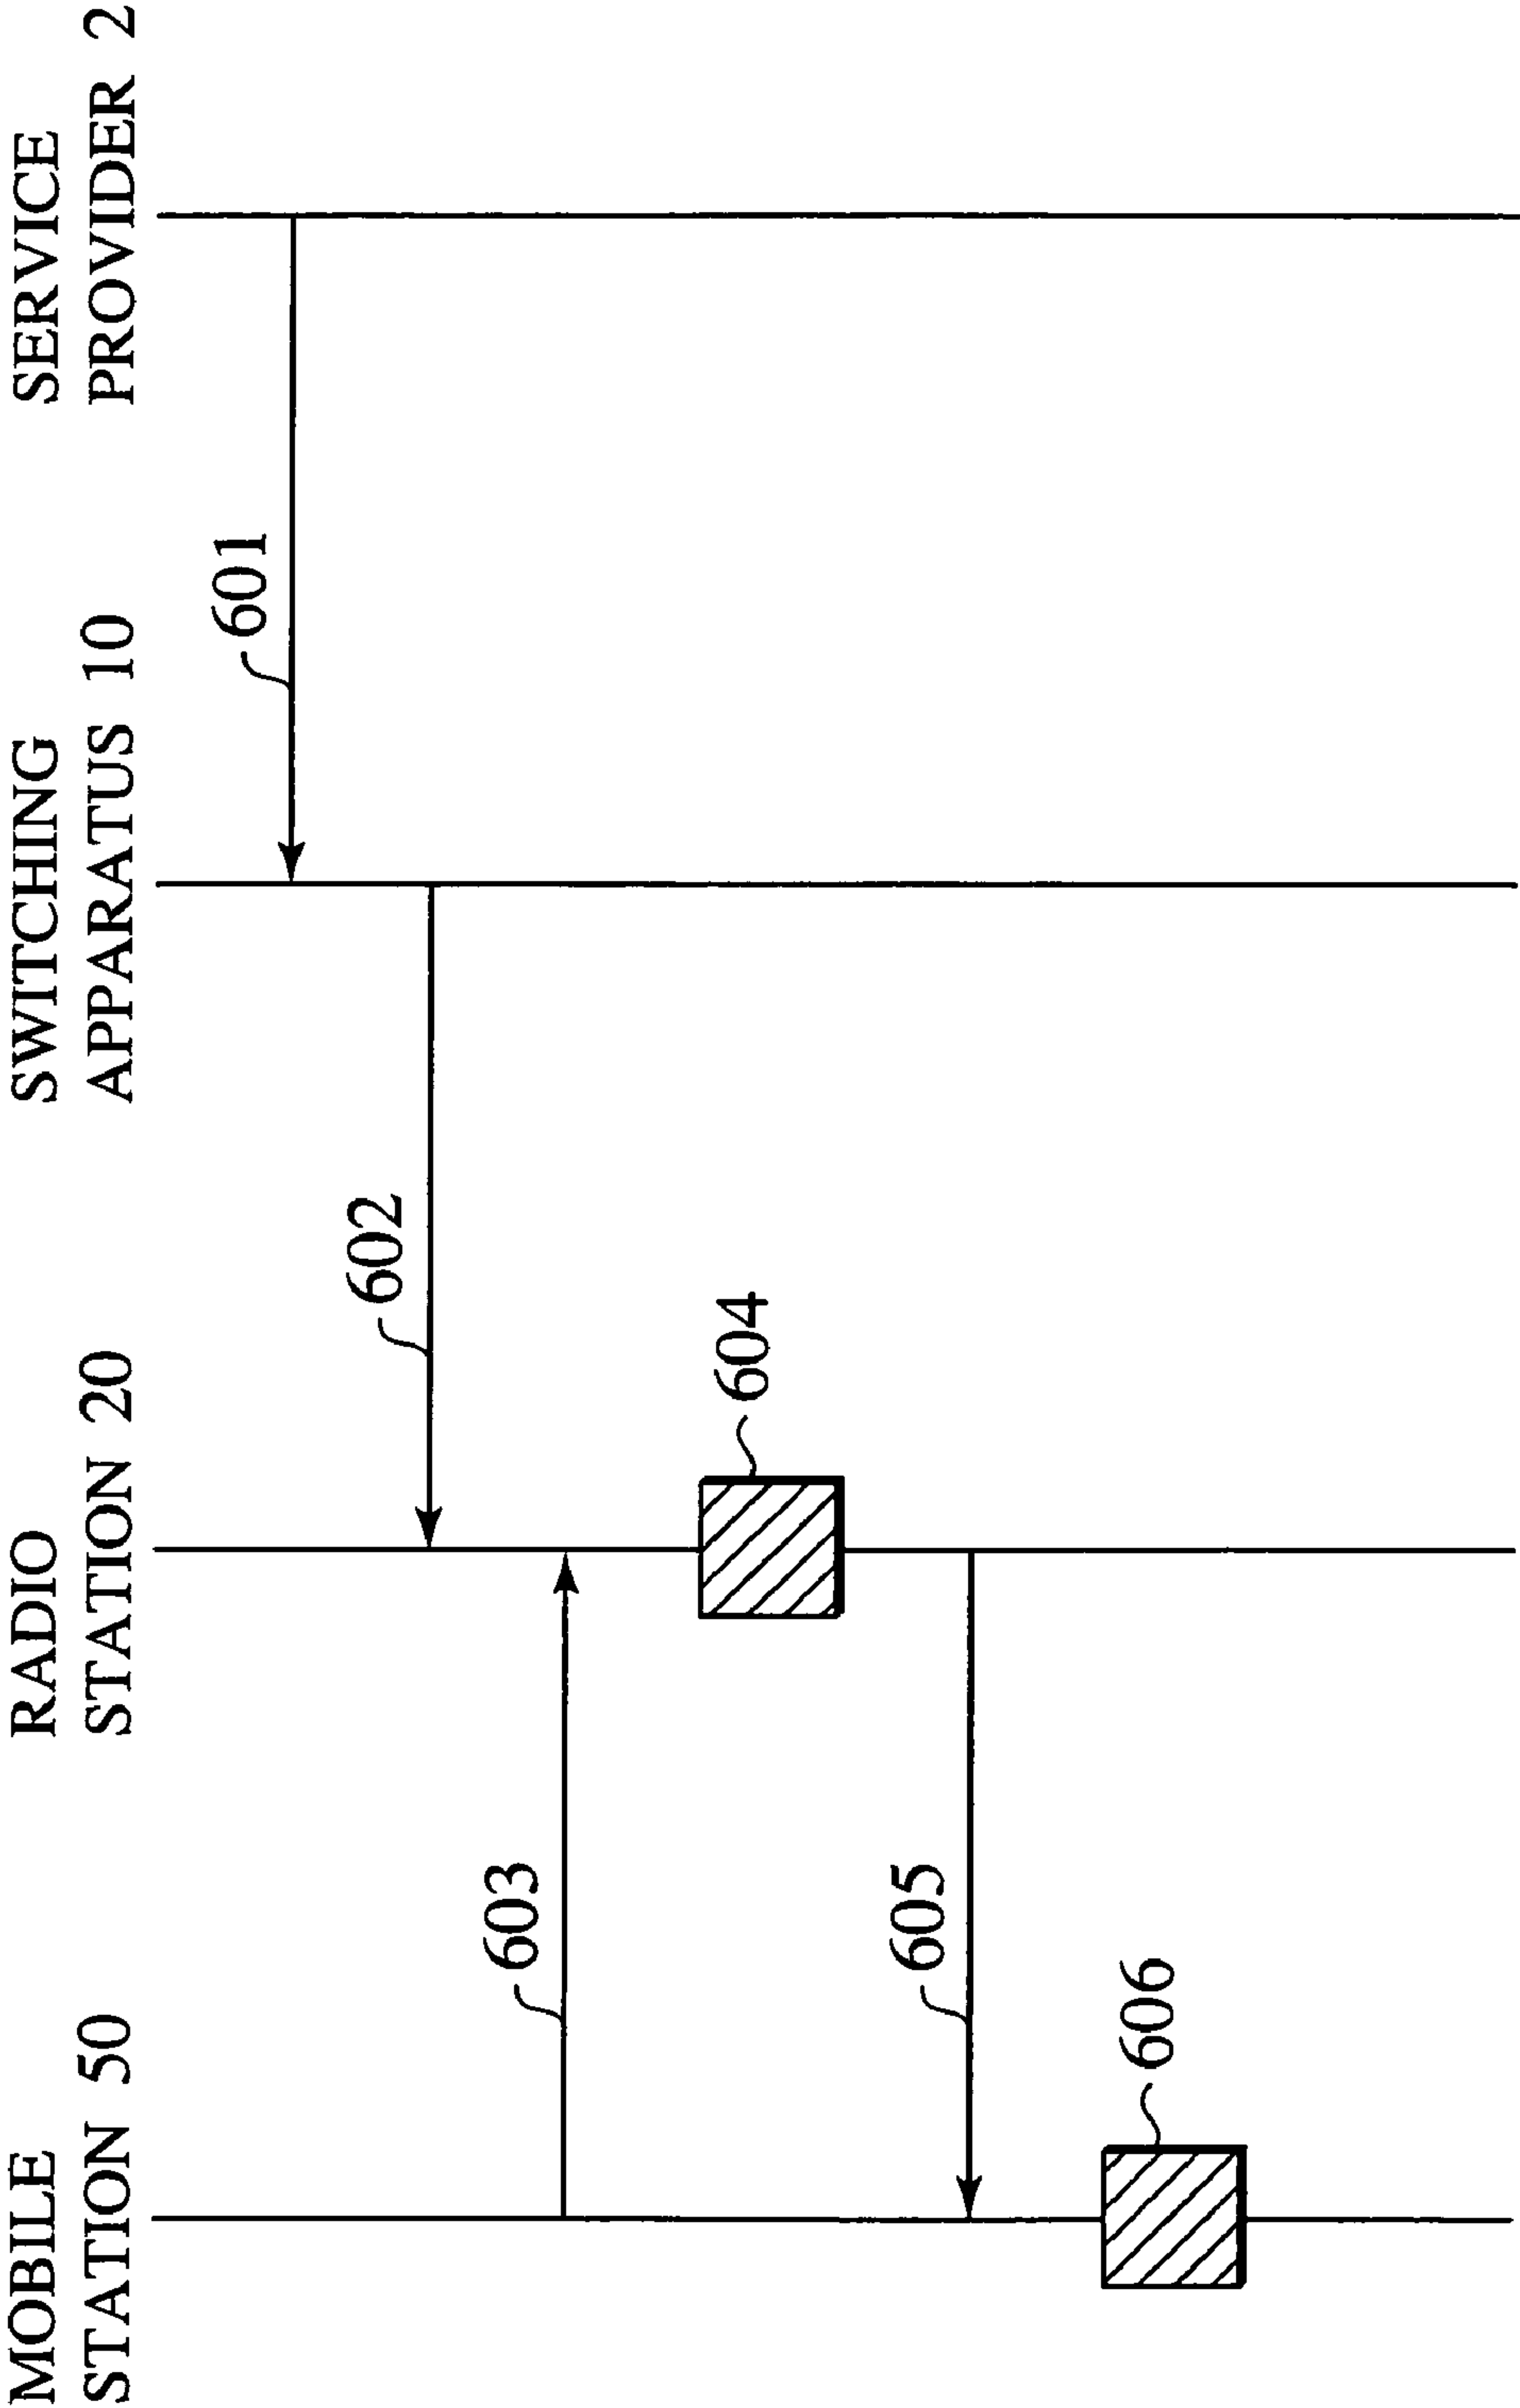 MOBILE
STATION 50
RADIO
STATION 20
SWITCHING
APPARATUS 10
SERVICE
PROVIDER 2
601
602
603
604
605
606